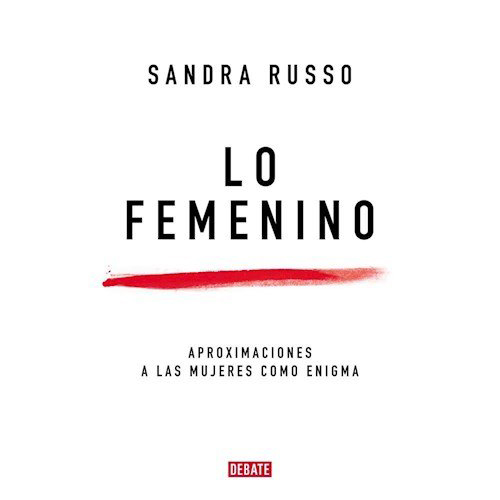 SANDRA RUSSO
LO
FEMENINO
APROXIMACIONES
A LAS MUJERES COMO ENIGMA
DEBATE